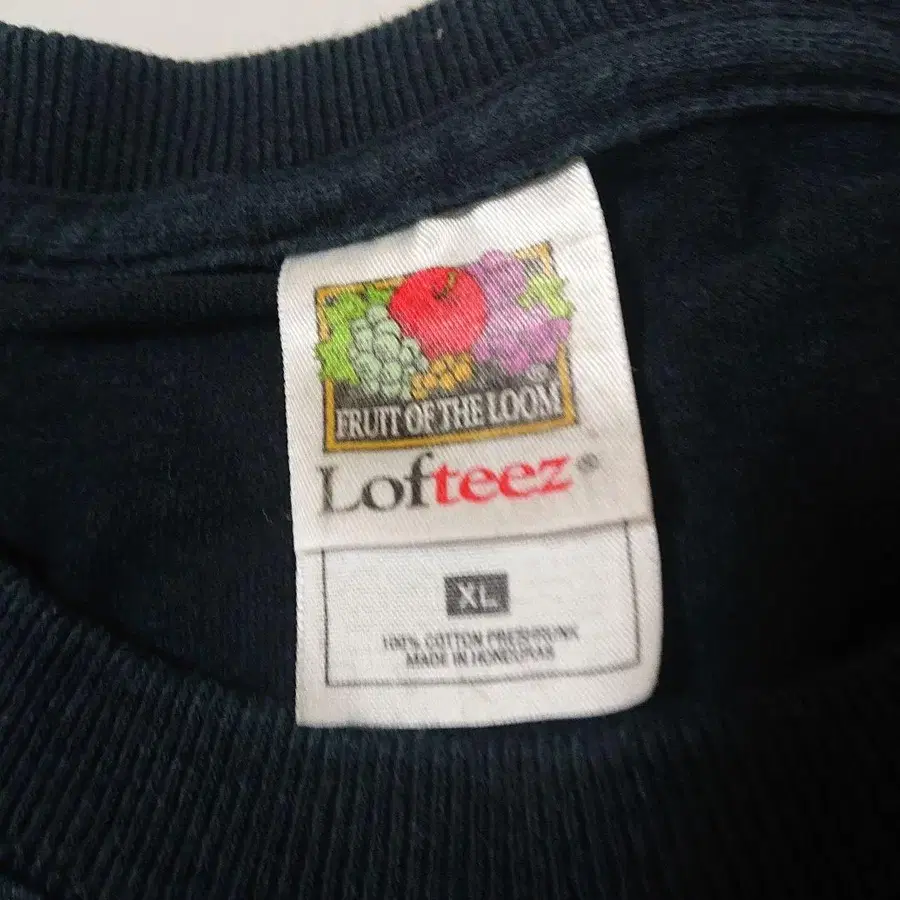 FRUIT OF THE LOOM
Lofteez®
XL
100% COTTON PRESHRUNK
MADE IN HONDURAS